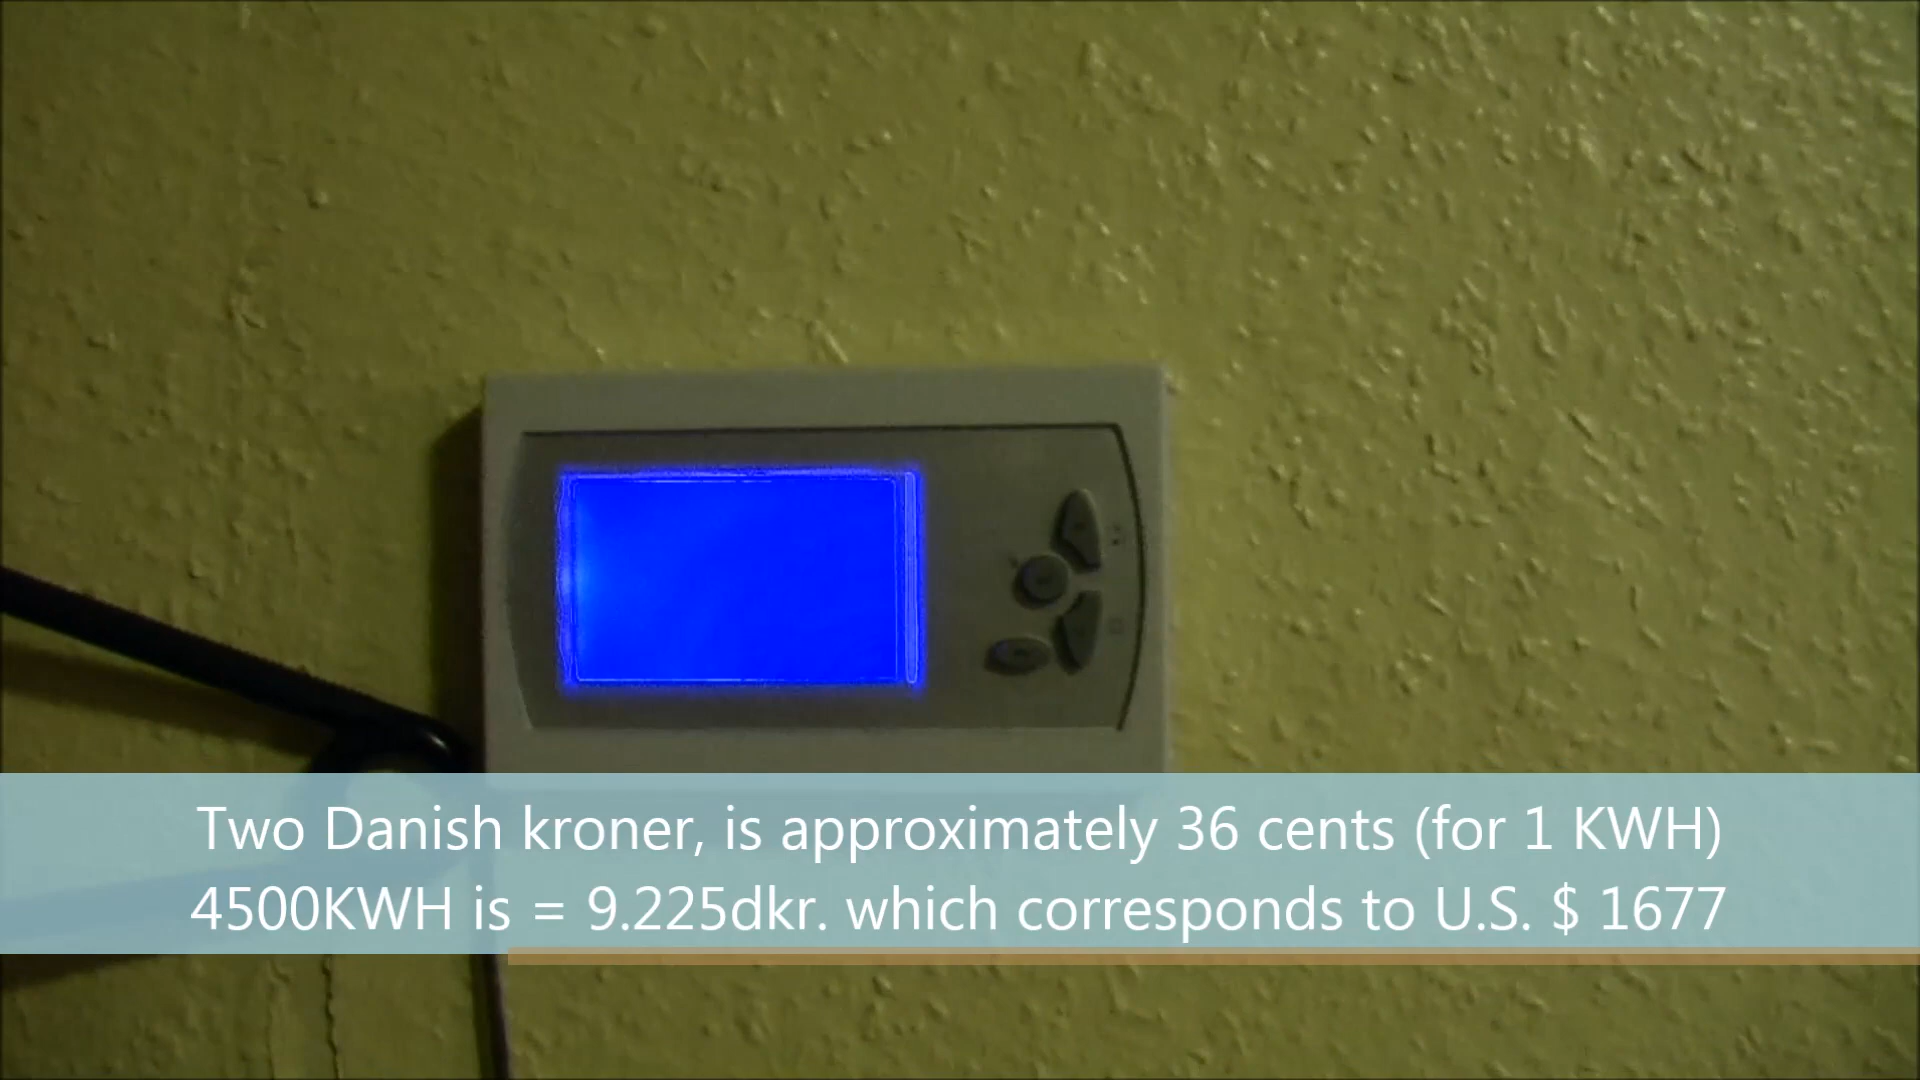 Two Danish kroner, is approximately 36 cents (for 1 KWH)
4500KWH is = 9.225dkr. which corresponds to U.S. $ 1677